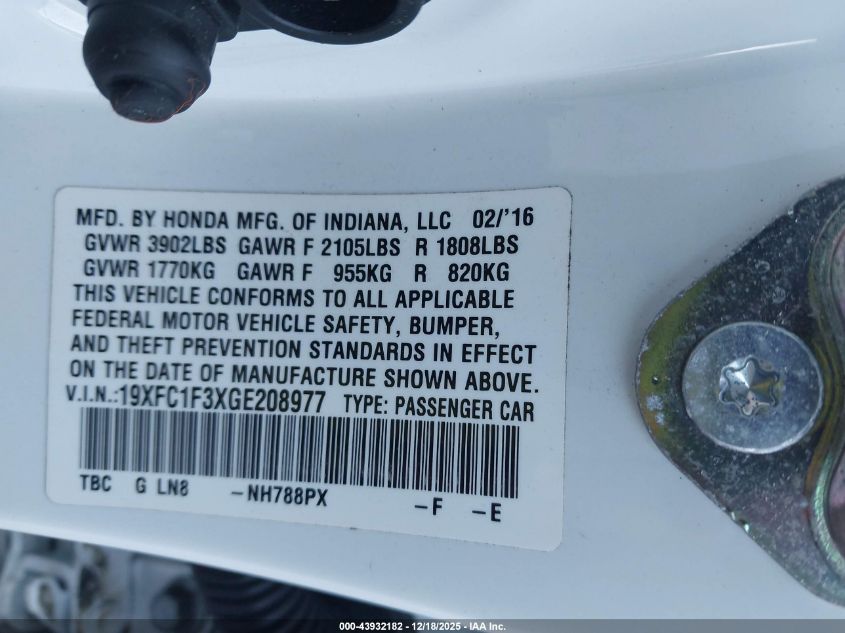 MFD. BY HONDA MFG. OF INDIANA, LLC 02/'16
GVWR 3902LBS GAWR F 2105LBS R 1808LBS
GVWR 1770KG GAWR F 955KG R 820KG
THIS VEHICLE CONFORMS TO ALL APPLICABLE
FEDERAL MOTOR VEHICLE SAFETY, BUMPER,
AND THEFT PREVENTION STANDARDS IN EFFECT
ON THE DATE OF MANUFACTURE SHOWN ABOVE.
V.I.N.:19XFC1F3XGE208977 TYPE: PASSENGER CAR
TBC G LN8 -NH788PX -F -E
000-43932182 - 12/18/2025 - IAA Inc.